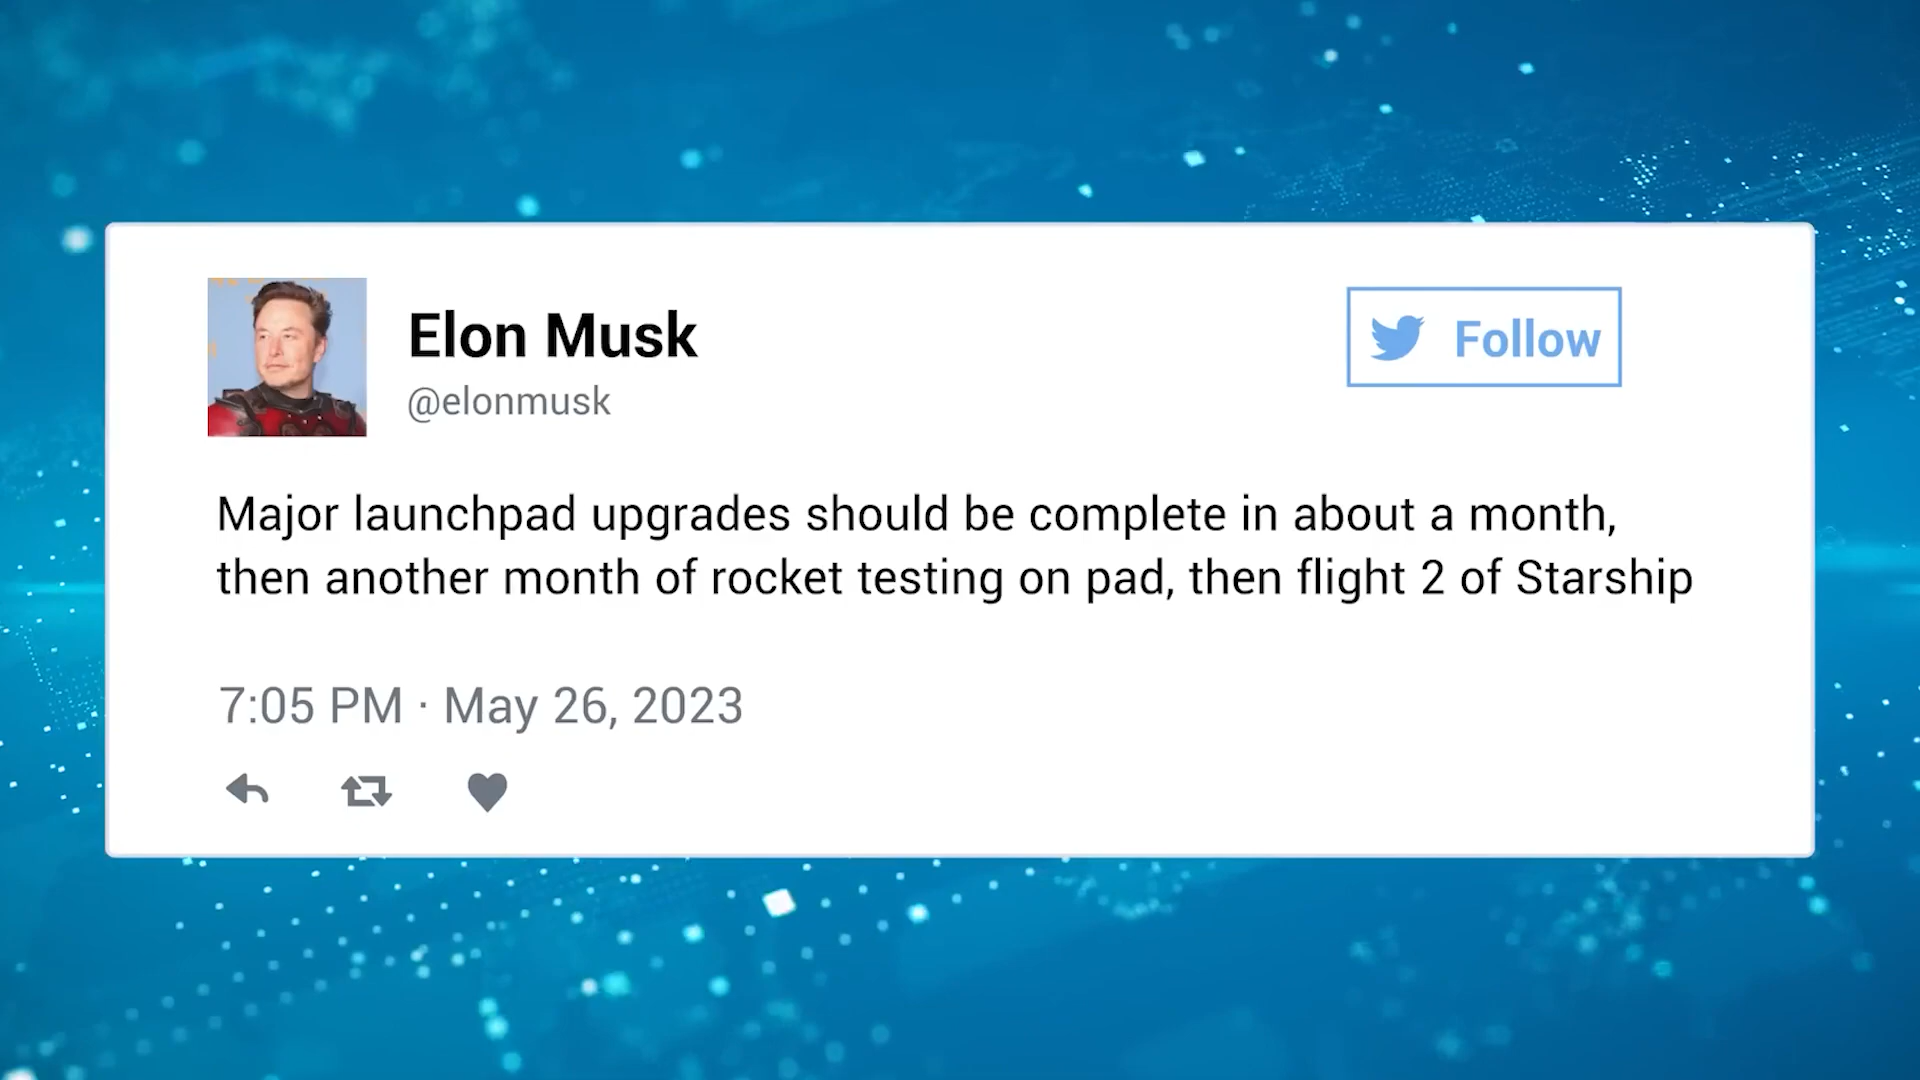 Elon Musk
@elonmusk
Follow
Major launchpad upgrades should be complete in about a month,
then another month of rocket testing on pad, then flight 2 of Starship
7:05 PM · May 26, 2023